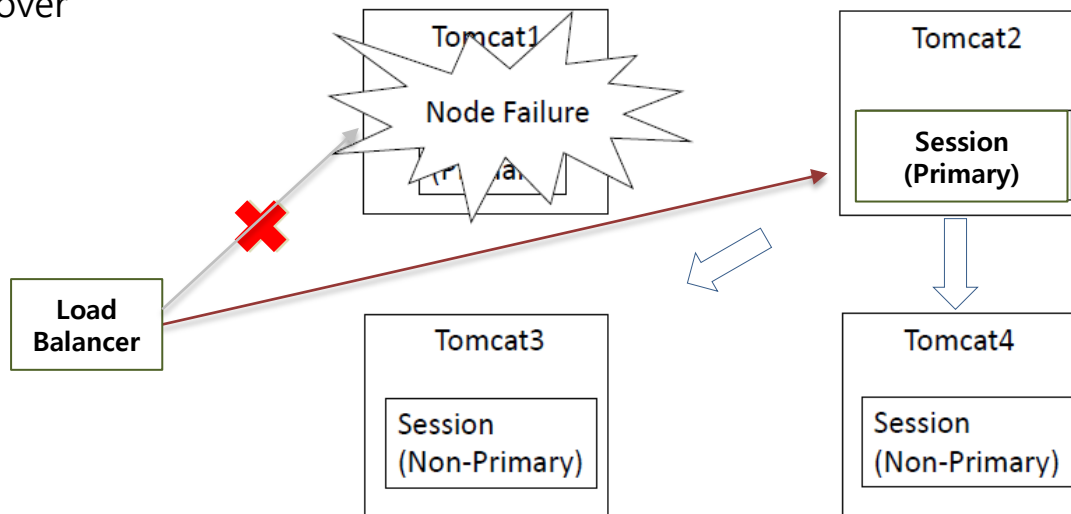 over
Tomcat1
Node Failure
Tomcat2
Session
(Primary)
Load
Balancer
Tomcat3
Session
(Non-Primary)
Tomcat4
Session
(Non-Primary)